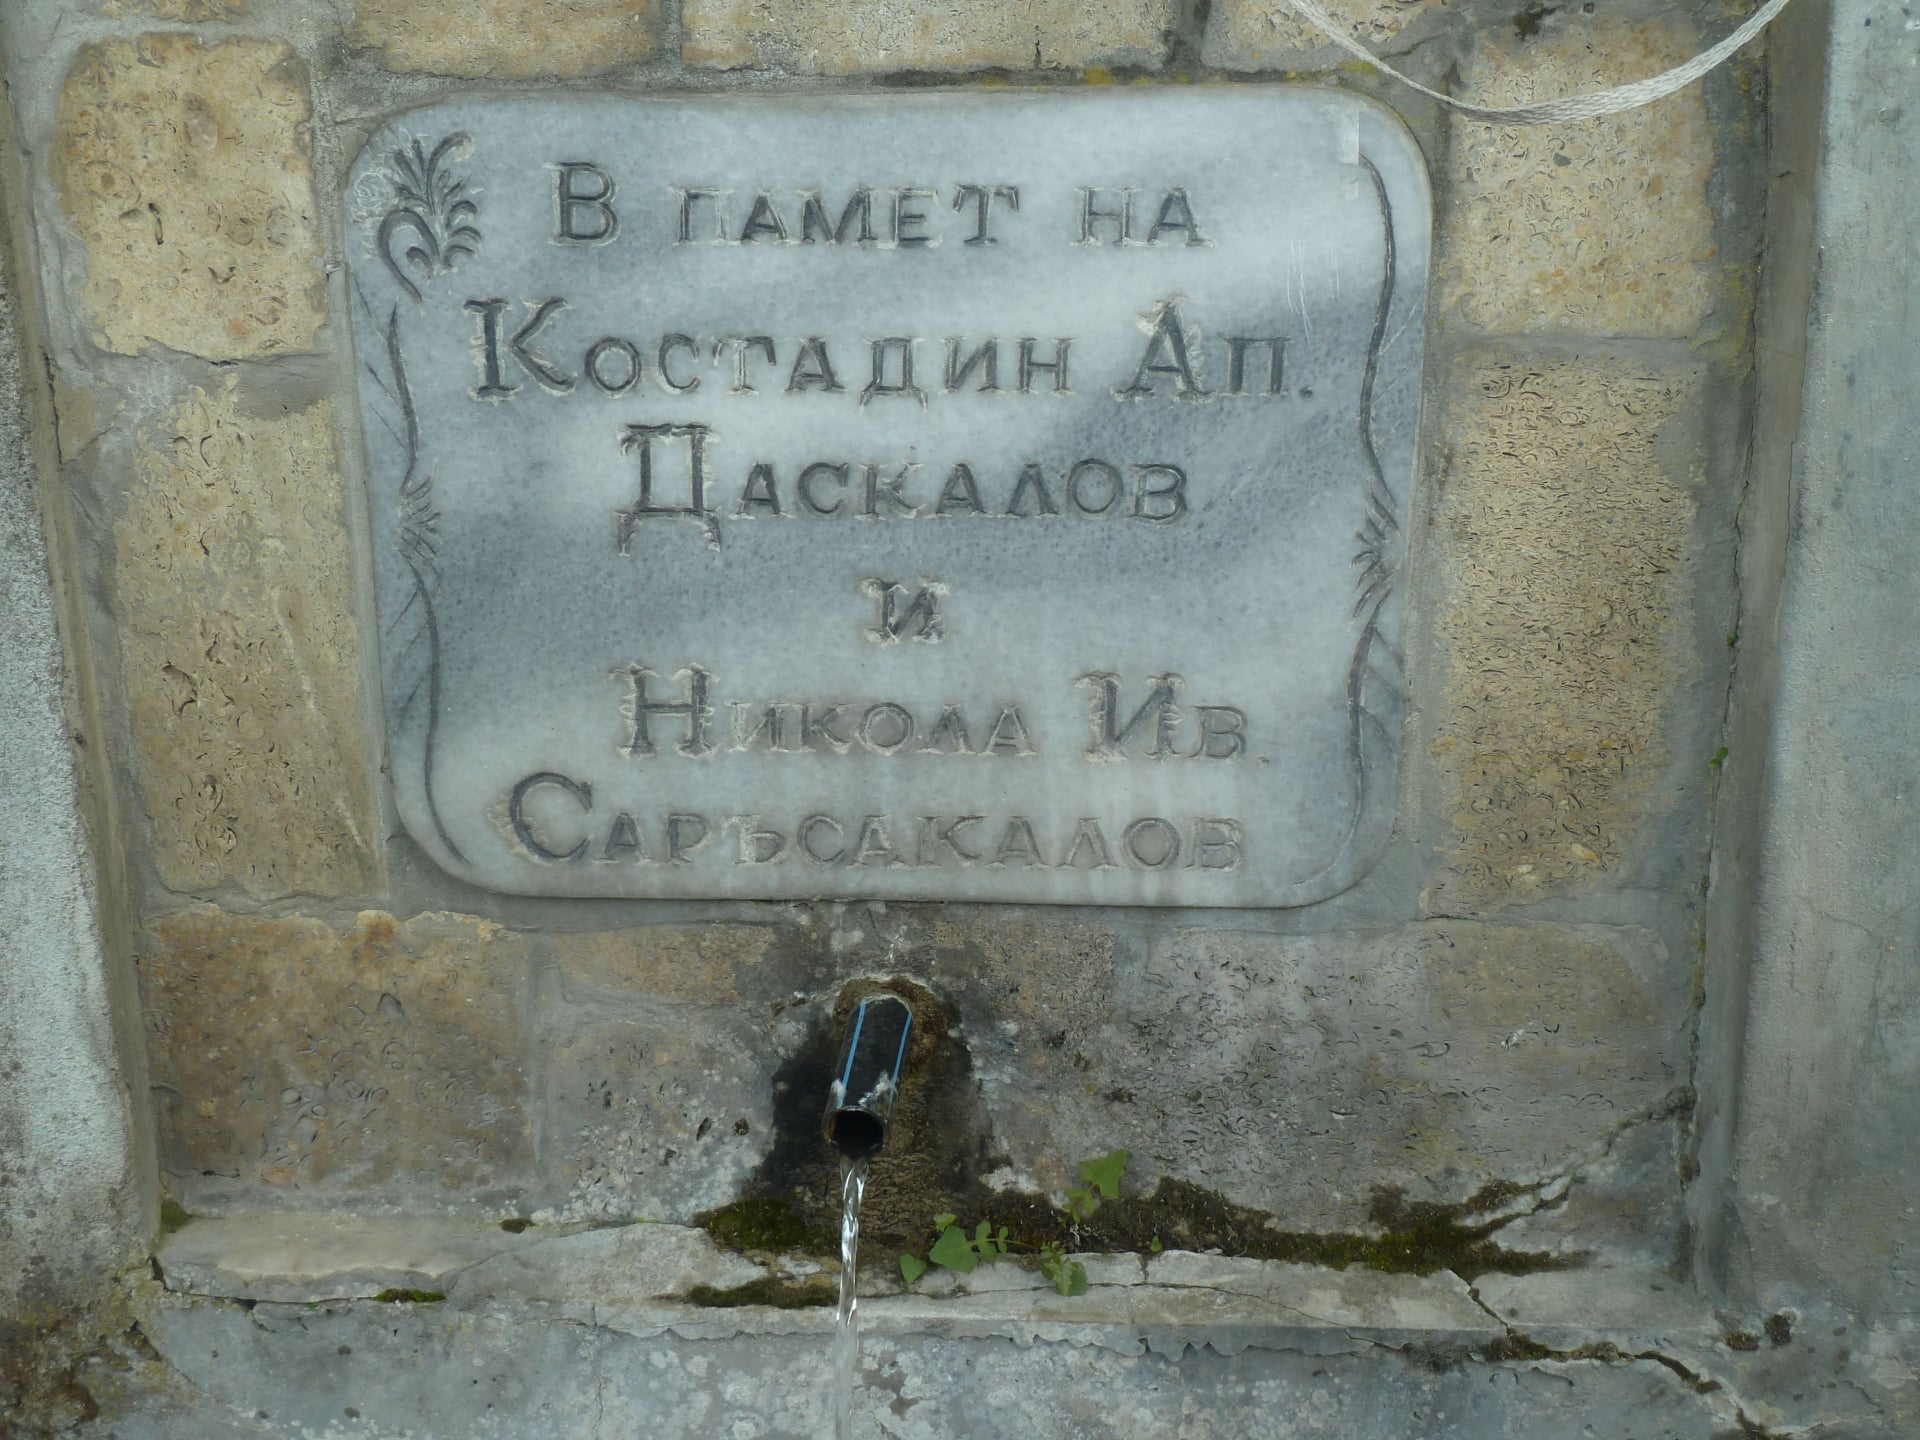 В памет на
Костадин Ап.
Даскалов
и
Никола Ив.
Саръсакалов